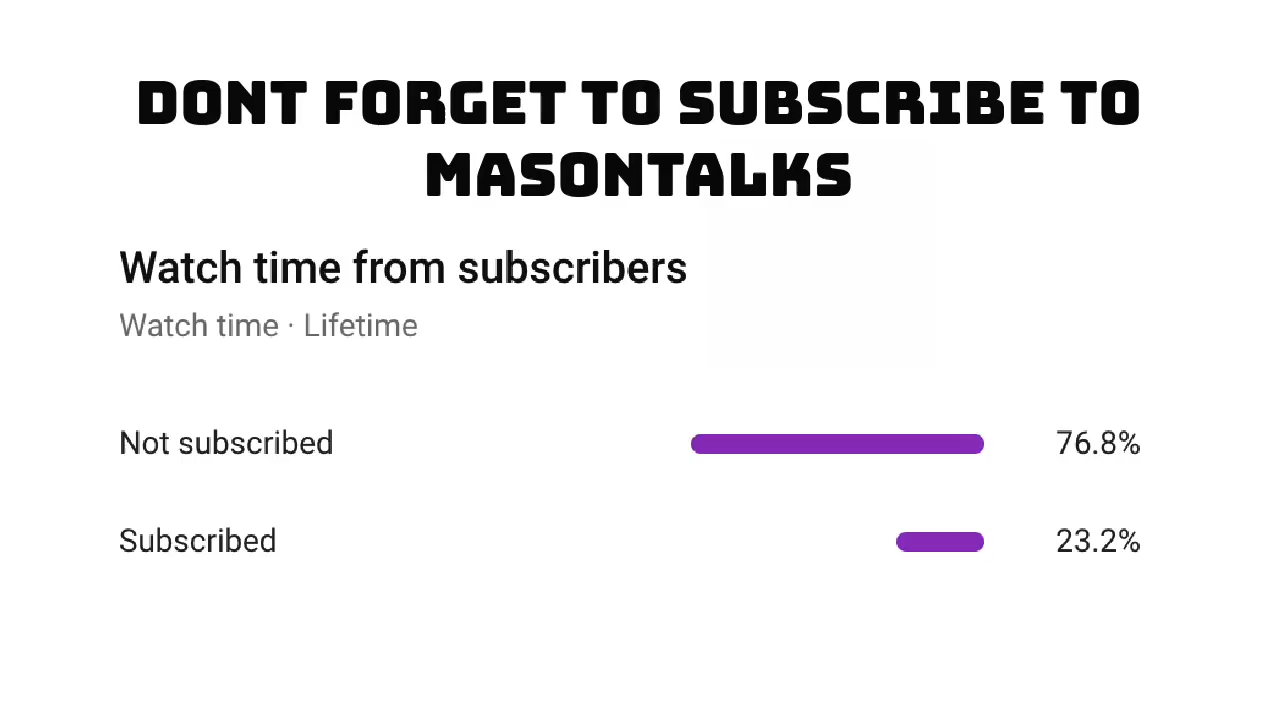 DONT FORGET TO SUBSCRIBE TO
MASONTALKS
Watch time from subscribers
Watch time · Lifetime
Not subscribed 76.8%
Subscribed 23.2%